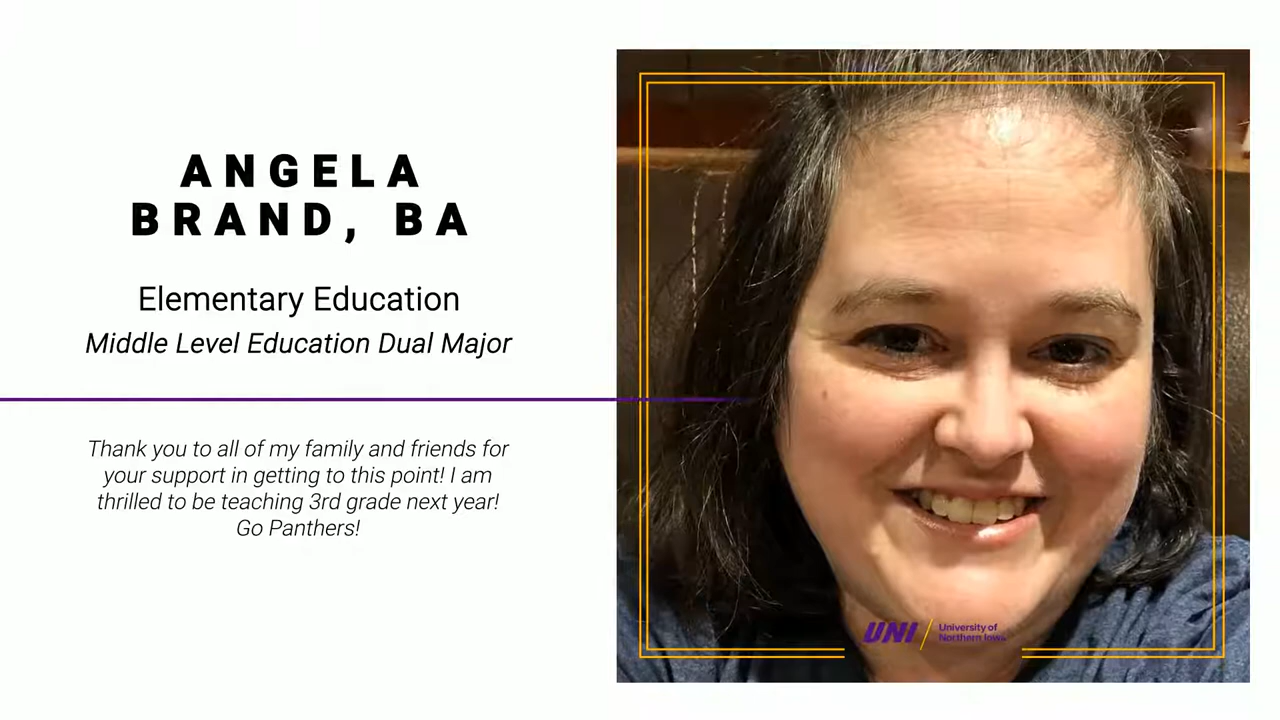 ANGELA
BRAND, BA
Elementary Education
Middle Level Education Dual Major
Thank you to all of my family and friends for
your support in getting to this point! I am
thrilled to be teaching 3rd grade next year!
Go Panthers!
UNI University of
Northern Iowa